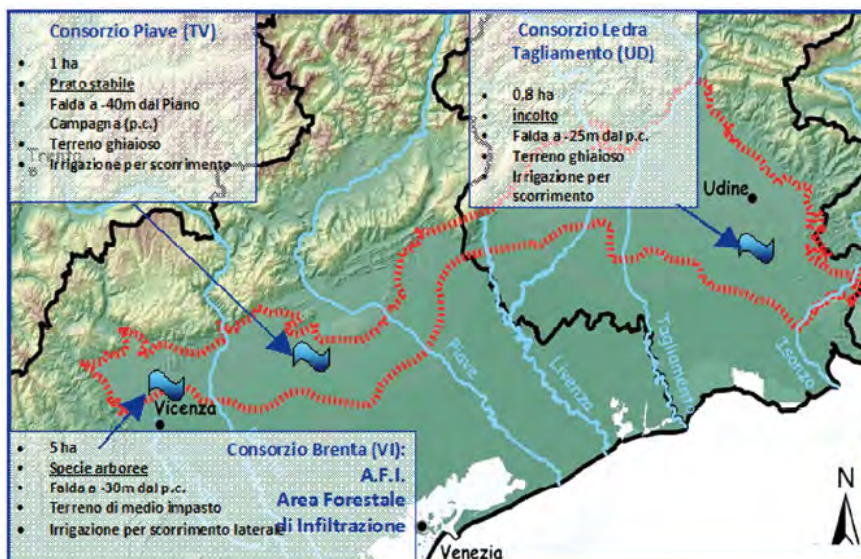 Consorzio Piave (TV)
• 1 ha
• Prato stabile
• Falda a -40m dal Piano
Campagna (p.c.)
• Terreno ghiaioso
• Irrigazione per scorrimento
Consorzio Ledra
Tagliamento (UD)
• 0,8 ha
• incolto
• Falda a -25m dal p.c.
• Terreno ghiaioso
• Irrigazione per
scorrimento
Trento
Udine
Piave
Livenza
Tagliamento
Isonzo
Vicenza
Consorzio Brenta (VI):
A.F.I.
Area Forestale
di Infiltrazione
• 5 ha
• Specie arboree
• Falda a -30m dal p.c.
• Terreno di medio impasto
• Irrigazione per scorrimento laterale
Venezia
N